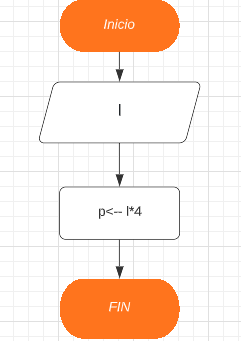 Inicio
l
p<-- l*4
FIN